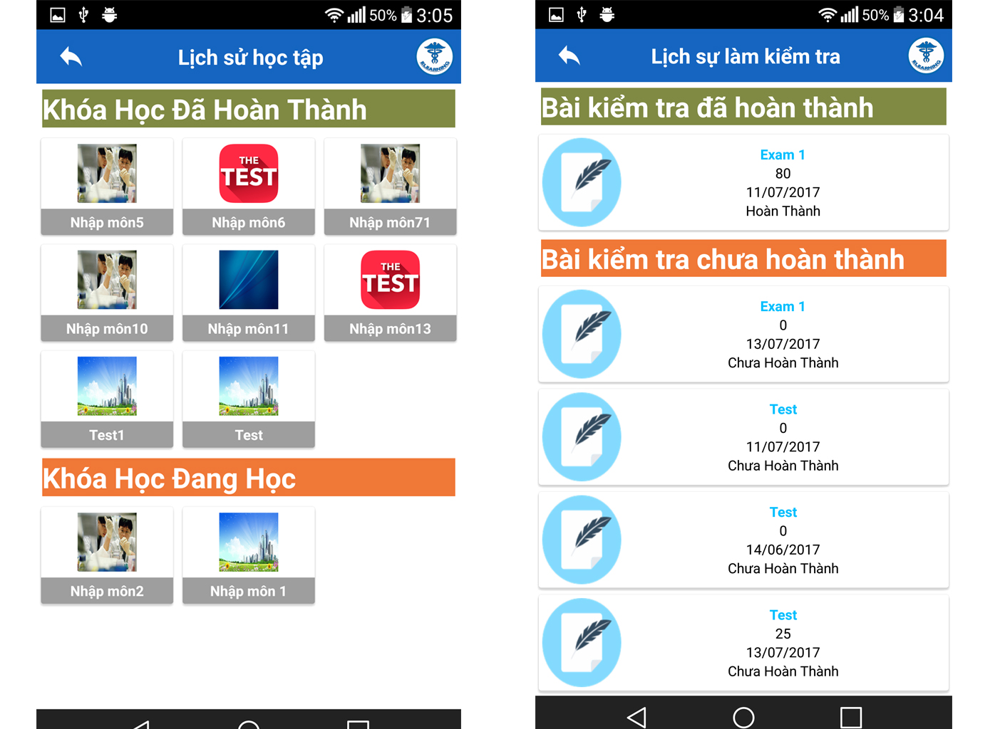 50% 3:05
Lịch sử học tập
ELEARNING
Khóa Học Đã Hoàn Thành
THE
TEST
Nhập môn5
Nhập môn6
Nhập môn71
THE
TEST
Nhập môn10
Nhập môn11
Nhập môn13
Test1
Test
Khóa Học Đang Học
Nhập môn2
Nhập môn 1
50% 3:04
Lịch sự làm kiểm tra
ELEARNING
Bài kiểm tra đã hoàn thành
Exam 1
80
11/07/2017
Hoàn Thành
Bài kiểm tra chưa hoàn thành
Exam 1
0
13/07/2017
Chưa Hoàn Thành
Test
0
11/07/2017
Chưa Hoàn Thành
Test
0
14/06/2017
Chưa Hoàn Thành
Test
25
13/07/2017
Chưa Hoàn Thành